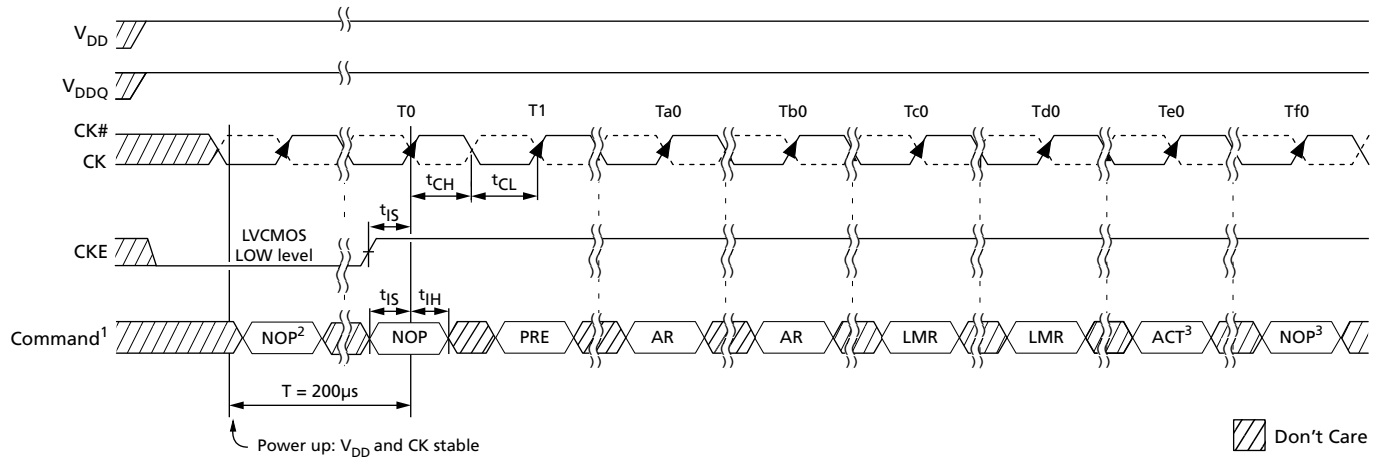 VDD
VDDQ
T0 T1 Ta0 Tb0 Tc0 Td0 Te0 Tf0
CK#
CK
tCH tCL
tIS
CKE
LVCMOS
LOW level
tIS tIH
Command1 NOP2 NOP PRE AR AR LMR LMR ACT3 NOP3
T = 200µs
Power up: VDD and CK stable
Don't Care